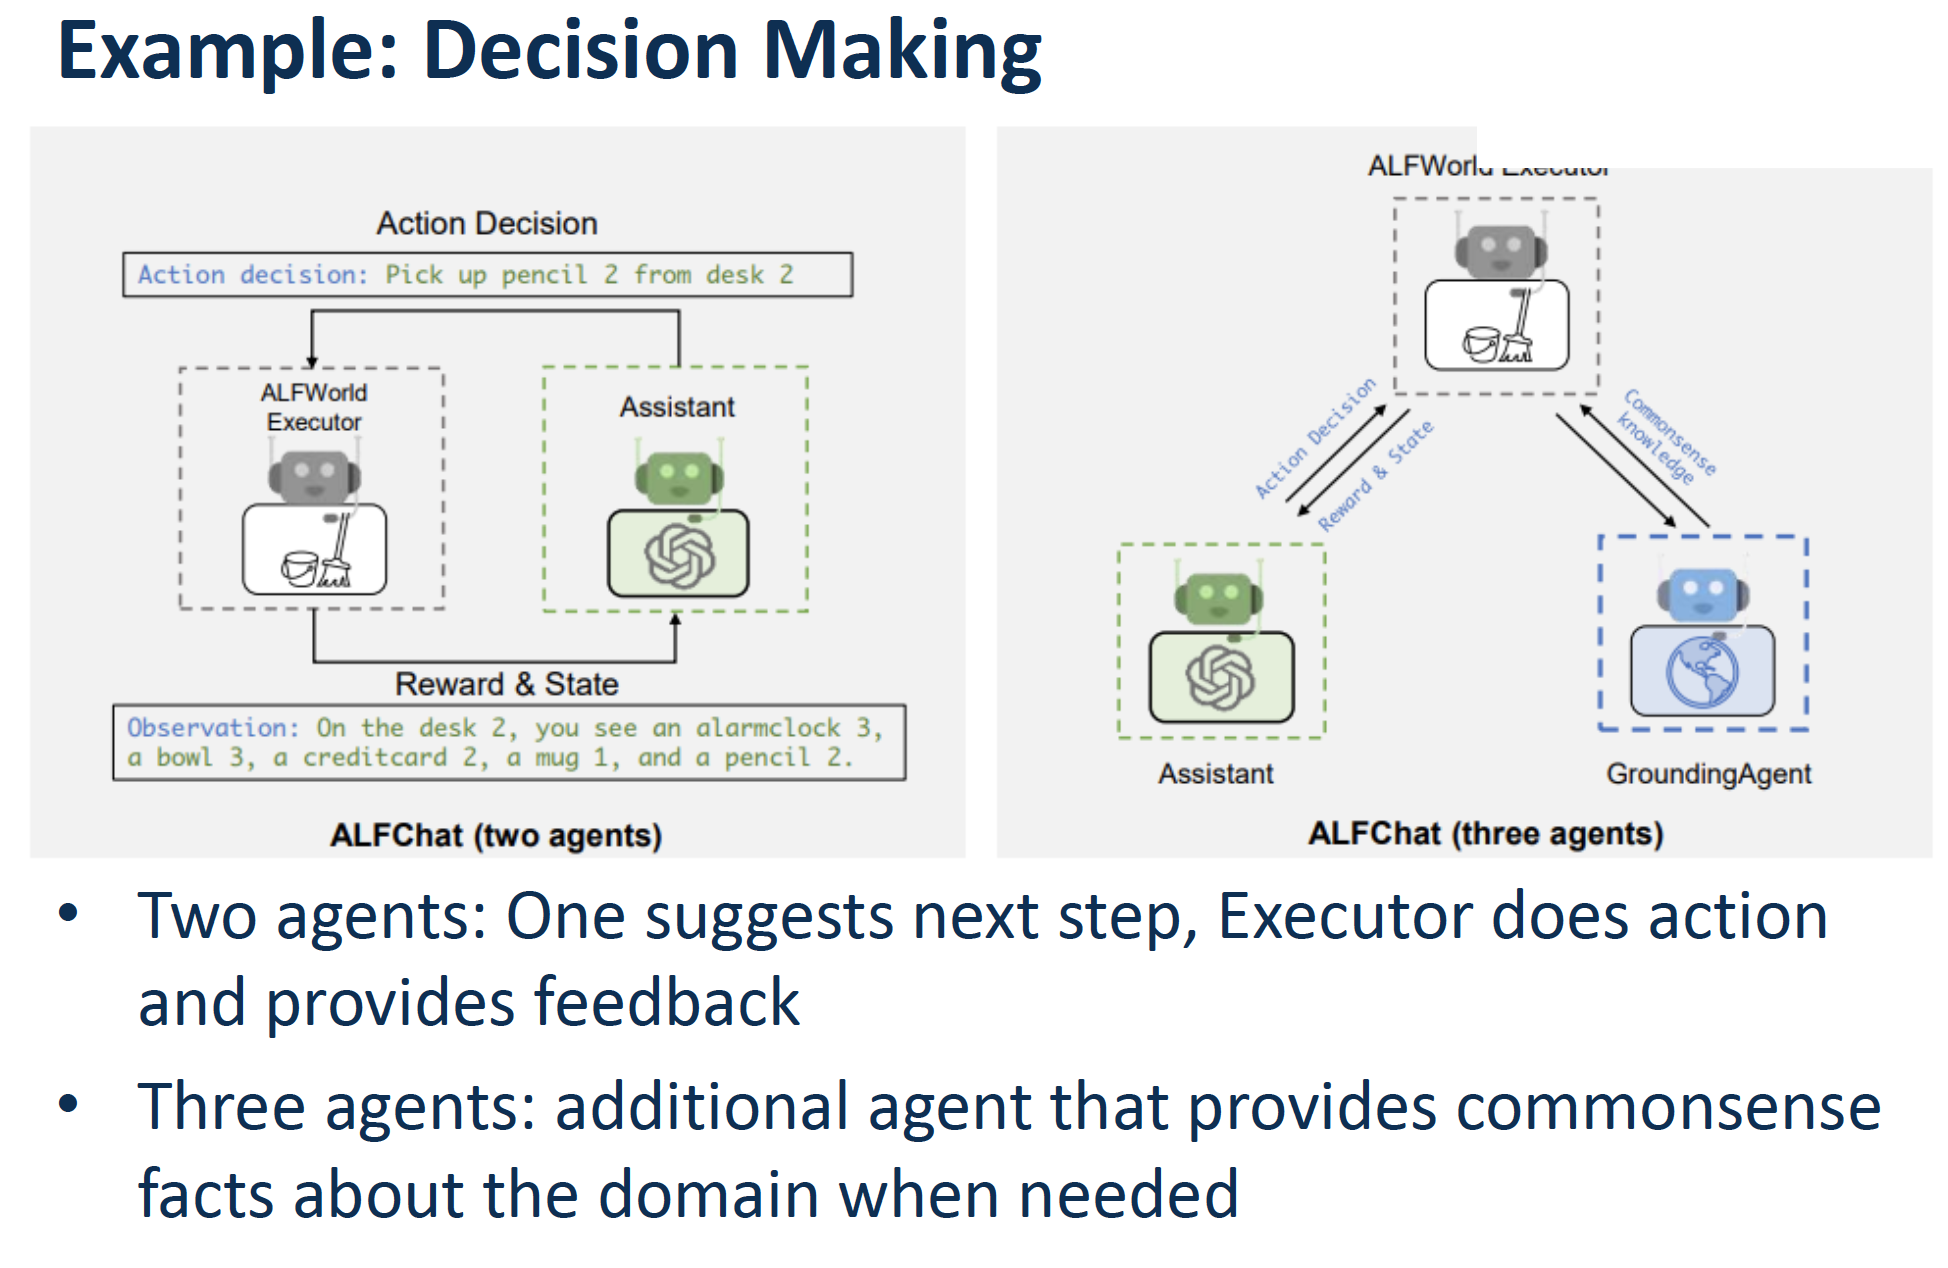 Example: Decision Making
Action Decision
Action decision: Pick up pencil 2 from desk 2
ALFWorld
Executor
Assistant
Reward & State
Observation: On the desk 2, you see an alarmclock 3,
a bowl 3, a creditcard 2, a mug 1, and a pencil 2.
ALFChat (two agents)
ALFWorld Executor
Action Decision
Reward & State
Commonsense
knowledge
Assistant
GroundingAgent
ALFChat (three agents)
• Two agents: One suggests next step, Executor does action
and provides feedback
• Three agents: additional agent that provides commonsense
facts about the domain when needed